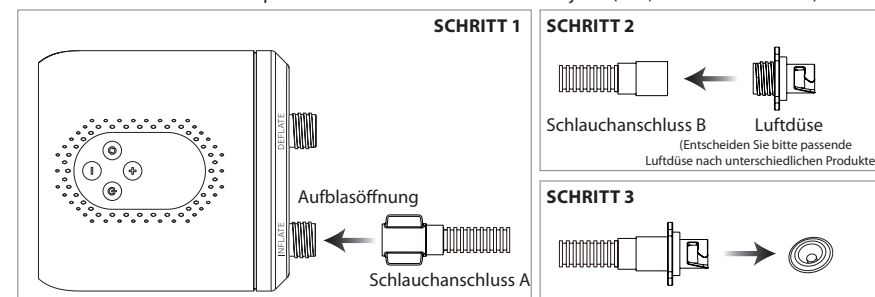 SCHRITT 1
DEFLATE
Aufblasöffnung
INFLATE
Schlauchanschluss A
SCHRITT 2
Schlauchanschluss B
Luftdüse
(Entscheiden Sie bitte passende
Luftdüse nach unterschiedlichen Produkte
SCHRITT 3